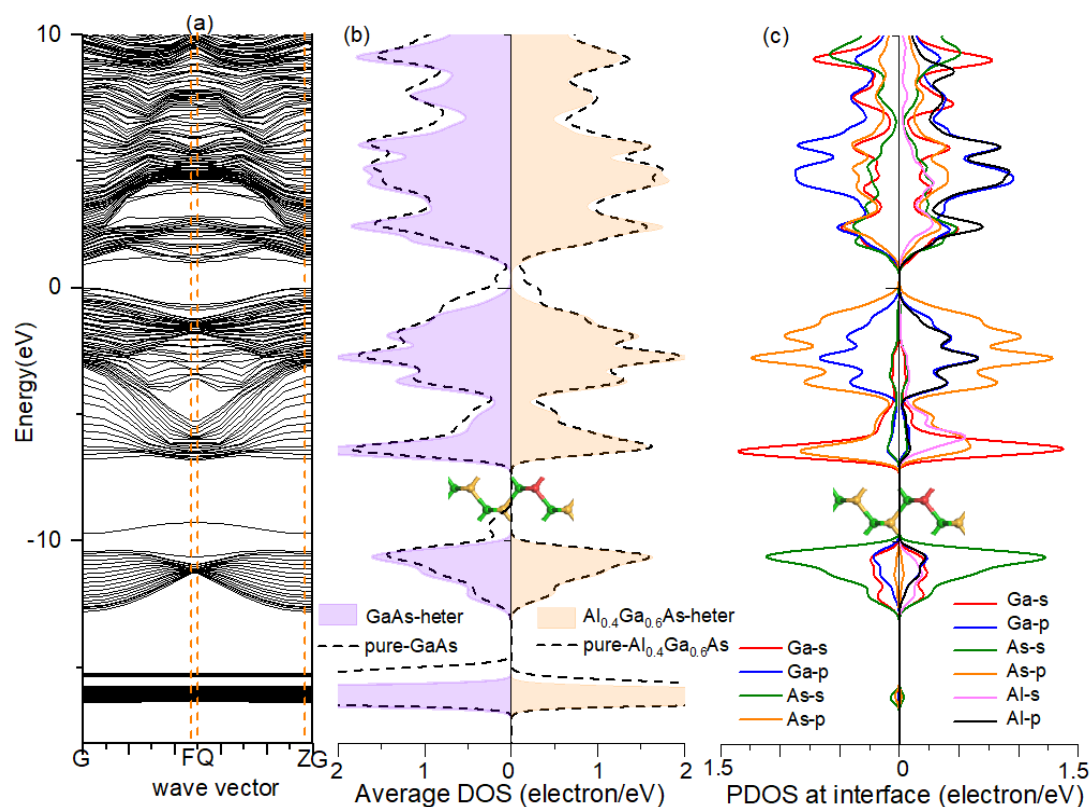 (a)
(b)
(c)
10
0
-10
Energy(eV)
G
F
Q
Z
G
wave vector
GaAs-heter
pure-GaAs
Al0.4Ga0.6As-heter
pure-Al0.4Ga0.6As
2
1
0
1
2
Average DOS (electron/eV)
Ga-s
Ga-p
As-s
As-p
Ga-s
Ga-p
As-s
As-p
Al-s
Al-p
1.5
0
1.5
PDOS at interface (electron/eV)